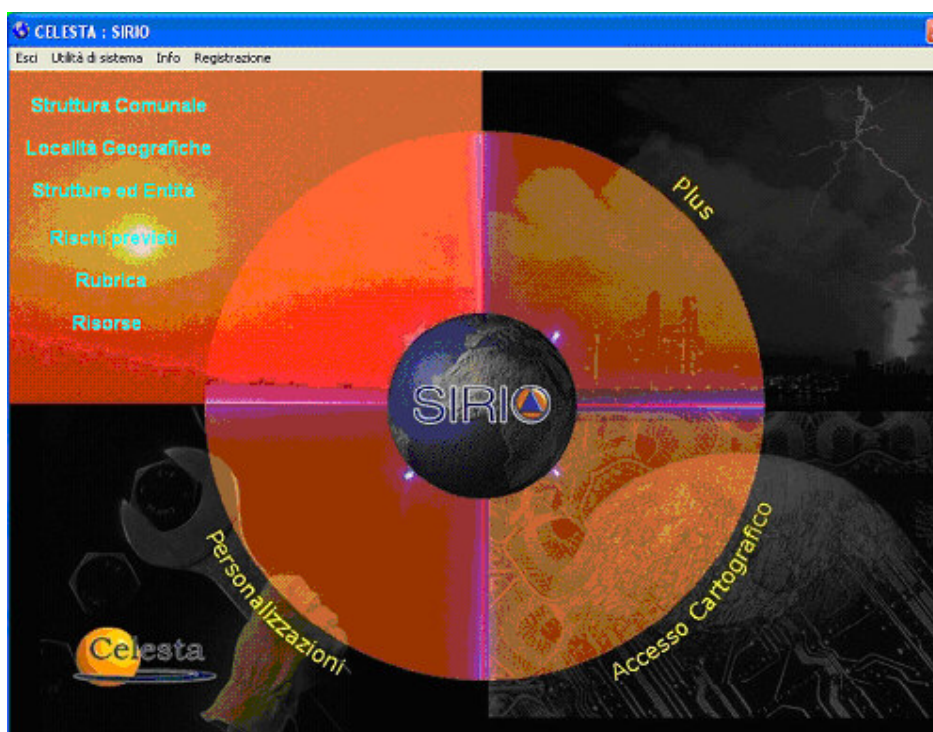 CELESTA : SIRIO
Esci Utilità di sistema Info Registrazione
Struttura Comunale
Località Geografiche
Strutture ed Entità
Rischi previsti
Rubrica
Risorse
Plus
SIRIO
Personalizzazioni
Accesso Cartografico
Celesta